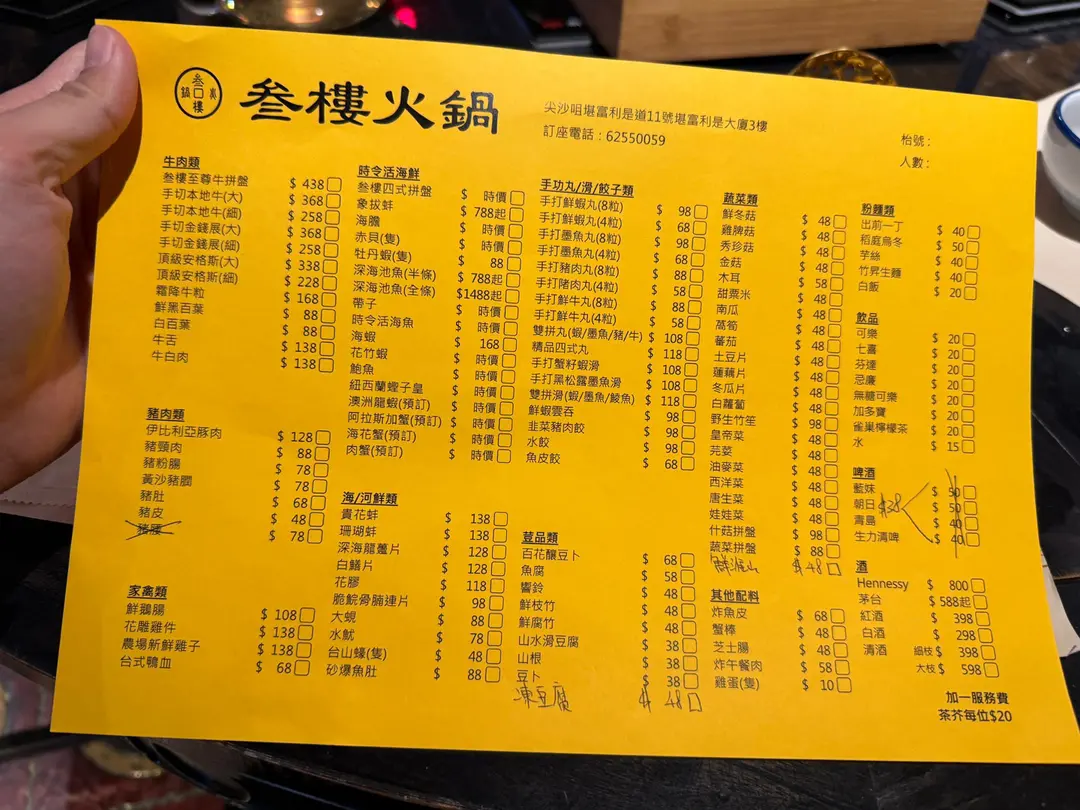 叁口樓火鍋
叁樓火鍋
尖沙咀堪富利是道11號堪富利是大廈3樓
訂座電話：62550059
枱號：
人數：
牛肉類
叁樓至尊牛拼盤 $ 438
手切本地牛(大) $ 368
手切本地牛(細) $ 258
手切金錢展(大) $ 368
手切金錢展(細) $ 258
頂級安格斯(大) $ 338
頂級安格斯(細) $ 228
霜降牛粒 $ 168
鮮黑百葉 $ 88
白百葉 $ 88
牛舌 $ 138
牛白肉 $ 138
豬肉類
伊比利亞豚肉 $ 128
豬頸肉 $ 88
豬粉腸 $ 78
黃沙豬膶 $ 78
豬肚 $ 68
豬皮 $ 48
豬腰 $ 78
家禽類
鮮鵝腸 $ 108
花雕雞件 $ 138
農場新鮮雞子 $ 138
台式鴨血 $ 68
時令活海鮮
叁樓四式拼盤 $ 時價
象拔蚌 $ 788起
海膽 $ 時價
赤貝(隻) $ 時價
牡丹蝦(隻) $ 88
深海池魚(半條) $ 788起
深海池魚(全條) $1488起
帶子 $ 時價
時令活海魚 $ 時價
海蝦 $ 168
花竹蝦 $ 時價
鮑魚 $ 時價
紐西蘭蟶子皇 $ 時價
澳洲龍蝦(預訂) $ 時價
阿拉斯加蟹(預訂) $ 時價
海花蟹(預訂) $ 時價
肉蟹(預訂) $ 時價
海/河鮮類
貴花蚌 $ 138
珊瑚蚌 $ 138
深海龍躉片 $ 128
白鱔片 $ 128
花膠 $ 118
脆脘骨腩連片 $ 98
大蜆 $ 88
水魷 $ 78
台山蠔(隻) $ 48
砂爆魚肚 $ 88
手功丸/滑/餃子類
手打鮮蝦丸(8粒) $ 98
手打鮮蝦丸(4粒) $ 68
手打墨魚丸(8粒) $ 98
手打墨魚丸(4粒) $ 68
手打豬肉丸(8粒) $ 88
手打豬肉丸(4粒) $ 58
手打鮮牛丸(8粒) $ 88
手打鮮牛丸(4粒) $ 58
雙拼丸(蝦/墨魚/豬/牛) $ 108
精品四式丸 $ 118
手打蟹籽蝦滑 $ 108
手打黑松露墨魚滑 $ 108
雙拼滑(蝦/墨魚/鯪魚) $ 118
鮮蝦雲吞 $ 98
韭菜豬肉餃 $ 98
水餃 $ 98
魚皮餃 $ 68
荳品類
百花釀豆卜 $ 68
魚腐 $ 58
響鈴 $ 48
鮮枝竹 $ 48
鮮腐竹 $ 48
山水滑豆腐 $ 38
山根 $ 38
豆卜 $ 38
凍豆腐 $ 48
蔬菜類
鮮冬菇 $ 48
雞脾菇 $ 48
秀珍菇 $ 48
金菇 $ 48
木耳 $ 58
甜粟米 $ 48
南瓜 $ 48
萵筍 $ 48
蕃茄 $ 48
土豆片 $ 48
蓮藕片 $ 48
冬瓜片 $ 48
白蘿蔔 $ 48
野生竹笙 $ 98
皇帝菜 $ 48
芫荽 $ 48
油麥菜 $ 48
西洋菜 $ 48
唐生菜 $ 48
娃娃菜 $ 48
什菇拼盤 $ 98
蔬菜拼盤 $ 88
鮮淮山 $ 48
其他配料
炸魚皮 $ 68
蟹棒 $ 48
芝士腸 $ 48
炸午餐肉 $ 58
雞蛋(隻) $ 10
粉麵類
出前一丁 $ 40
稻庭烏冬 $ 50
芋絲 $ 40
竹昇生麵 $ 40
白飯 $ 20
飲品
可樂 $ 20
七喜 $ 20
芬達 $ 20
忌廉 $ 20
無糖可樂 $ 20
加多寶 $ 20
雀巢檸檬茶 $ 20
水 $ 15
啤酒
藍妹 $ 50
朝日 $ 50
青島 $ 40
生力清啤 $ 40
$38
酒
Hennessy $ 800
茅台 $ 588起
紅酒 $ 398
白酒 $ 298
清酒 細枝 $ 398
大枝 $ 598
加一服務費
茶芥每位$20